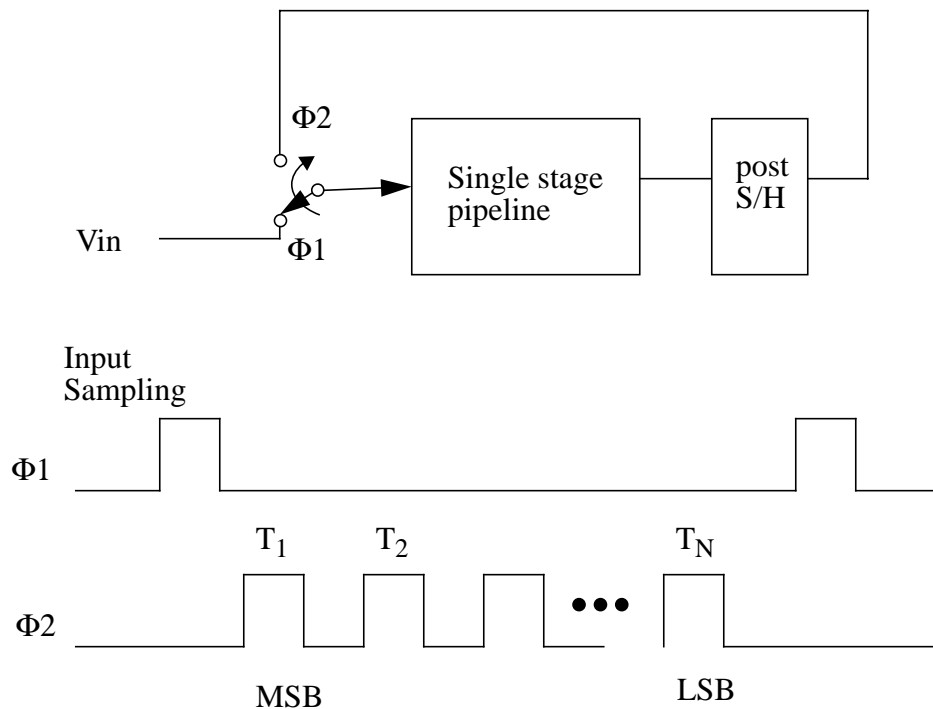 Φ2
Single stage
pipeline
post
S/H
Vin
Φ1
Input
Sampling
Φ1
T1
T2
TN
Φ2
MSB
LSB